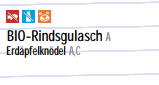 BIO-Rindsgulasch A
Erdäpfelknödel A,C